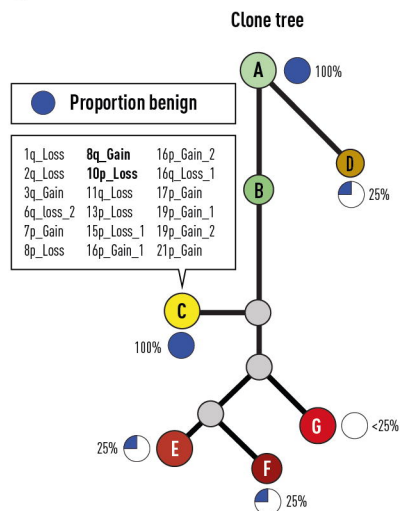 Clone tree
A
100%
Proportion benign
D
25%
1q_Loss 8q_Gain 16p_Gain_2
2q_Loss 10p_Loss 16q_Loss_1
3q_Gain 11q_Loss 17p_Gain
6q_loss_2 13p_Loss 19p_Gain_1
7p_Gain 15p_Loss_1 19p_Gain_2
8p_Loss 16p_Gain_1 21p_Gain
B
C
100%
G
<25%
25%
E
F
25%